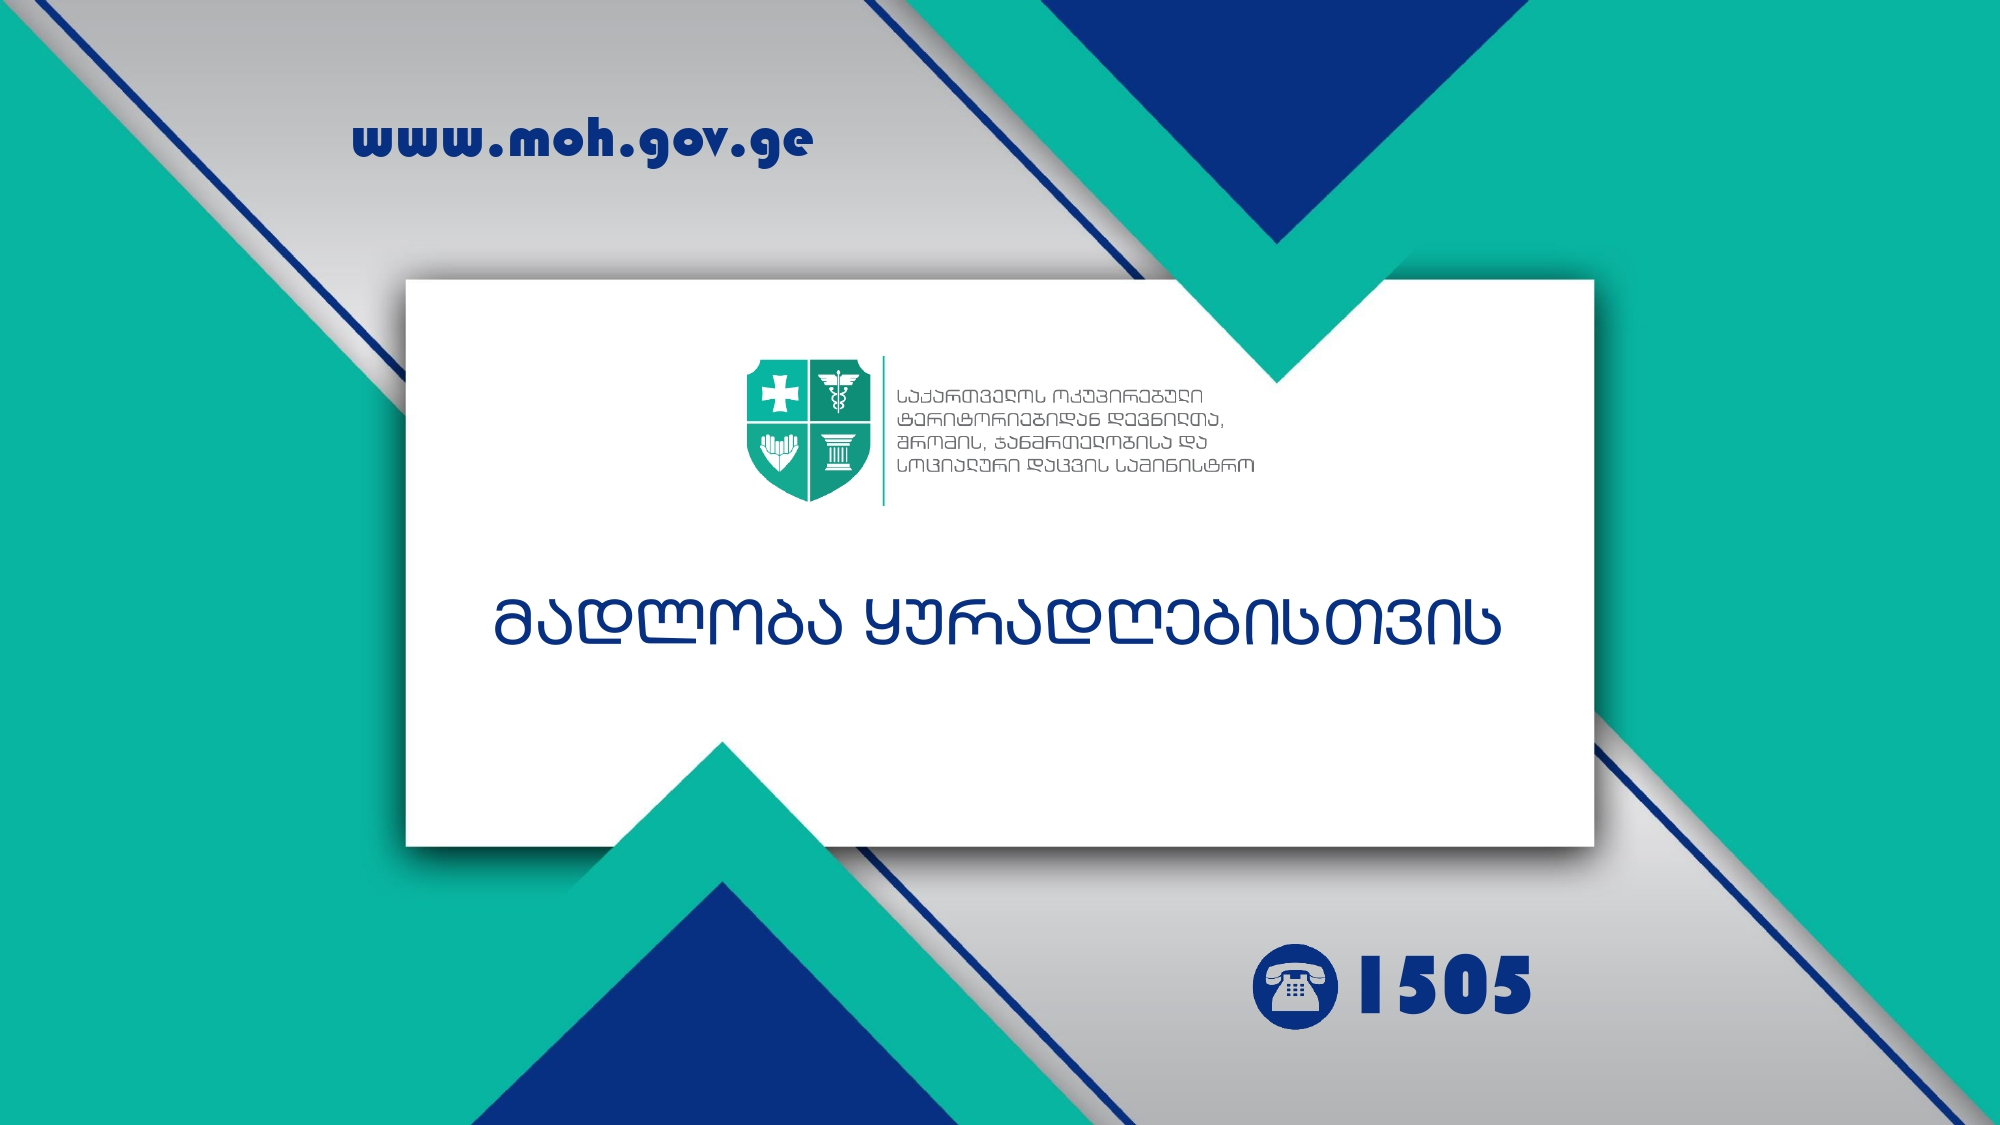 www.moh.gov.ge
საქართველოს ოკუპირებული
ტერიტორიებიდან დევნილთა,
შრომის, ჯანმრთელობისა და
სოციალური დაცვის სამინისტრო
მადლობა ყურადღებისთვის
1505